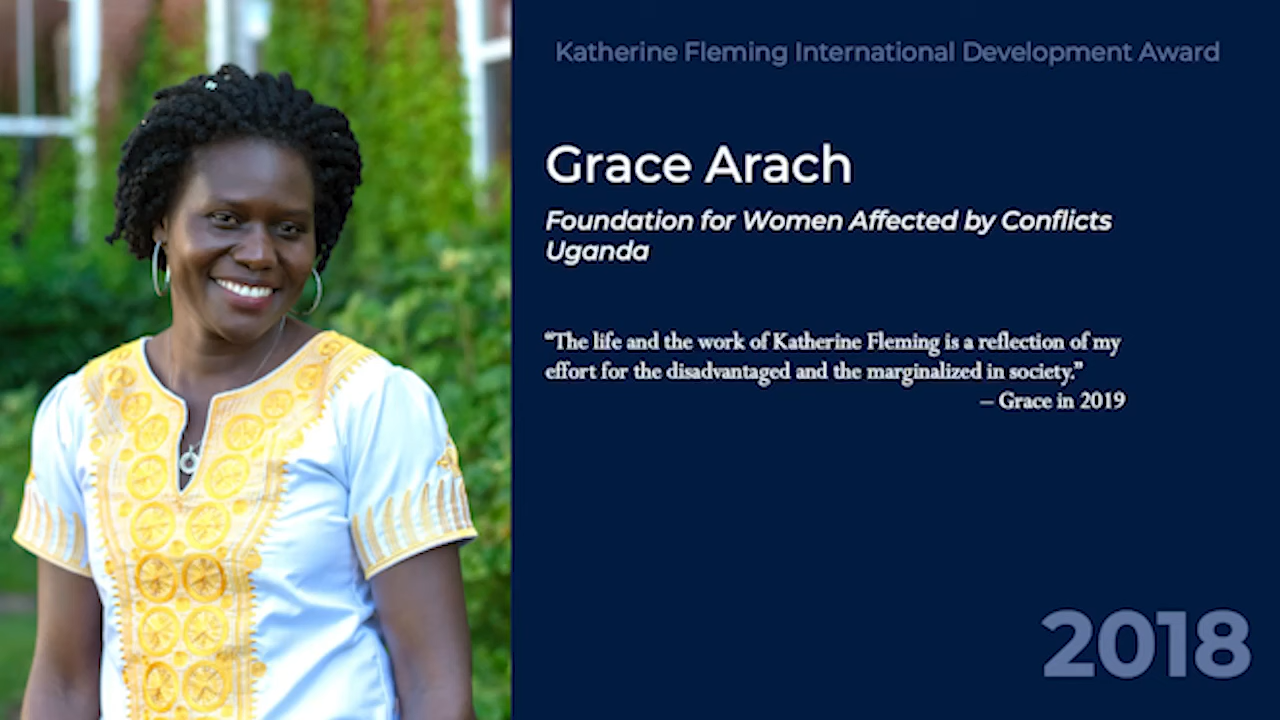 Katherine Fleming International Development Award
Grace Arach
Foundation for Women Affected by Conflicts
Uganda
“The life and the work of Katherine Fleming is a reflection of my
effort for the disadvantaged and the marginalized in society.”
– Grace in 2019
2018